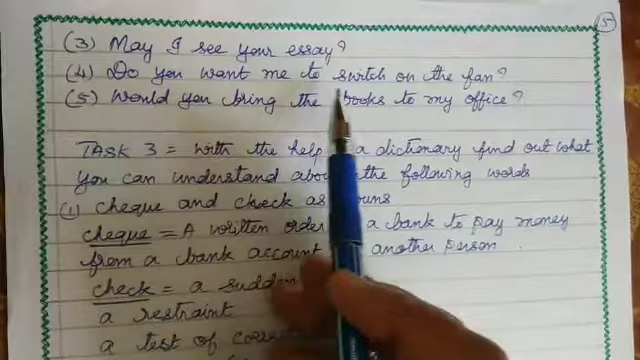 5
(3) May I see your essay?
(4) Do you want me to switch on the fan?
(5) Would you bring the books to my office?
TASK 3 = With the help a dictionary find out what
you can understand the following words
(1) cheque and check as nouns
cheque = A written order a bank to pay money
from a bank account another person.
check = a
a restraint
a test of